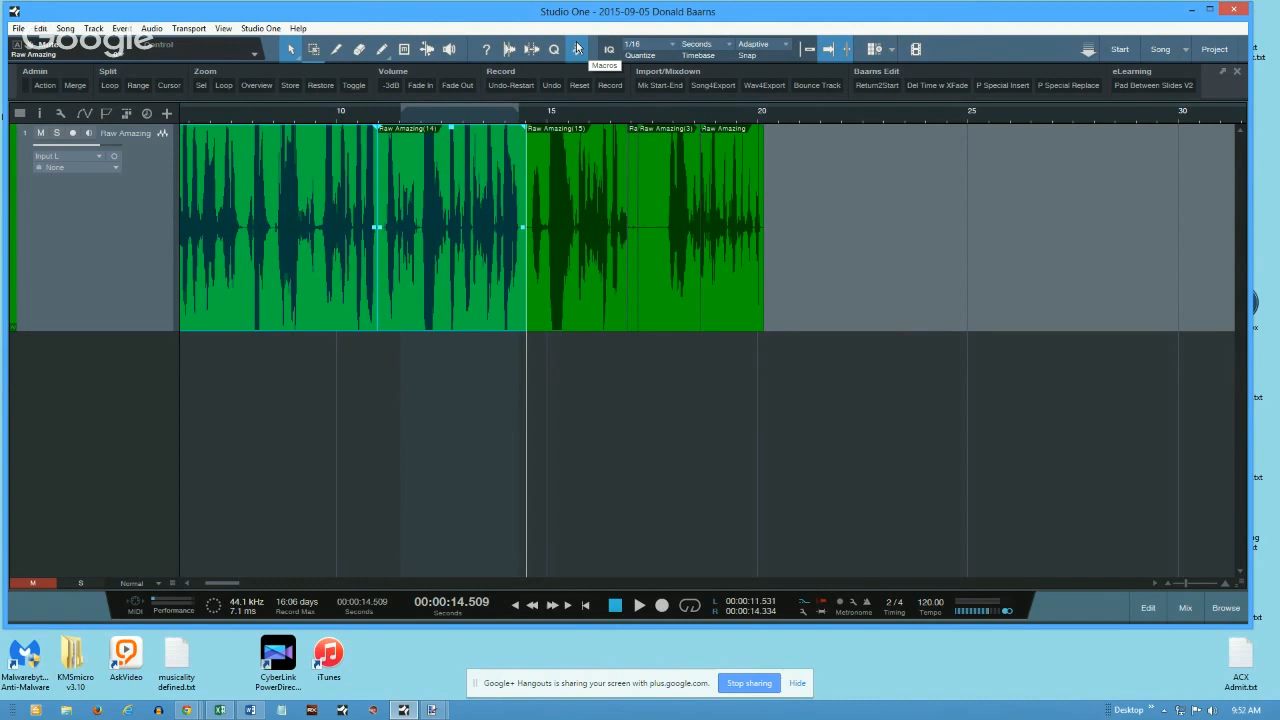 Studio One - 2015-09-05 Donald Baarns
File Edit Song Track Event Audio Transport View Studio One Help
Google
Control
Raw Amazing
1/16 Seconds Adaptive
IQ Quantize Timebase Snap
Start Song Project
Macros
Admin Split Zoom Volume Record Import/Mixdown Baarns Edit eLearning
Action Merge Loop Range Cursor Sel Loop Overview Store Restore Toggle -3dB Fade In Fade Out Undo-Restart Undo Reset Record Mk Start-End Song4Export Wav4Export Bounce Track Return2Start Del Time w XFade P Special Insert P Special Replace Pad Between Slides V2
10 15 20 25 30
Raw Amazing(14) Raw Amazing(15) Ra Raw Amazing(3) Raw Amazing
1 M S Raw Amazing
Input L
None
M S Normal
MIDI Performance
44.1 kHz
7.1 ms
16:06 days
Record Max
00:00:14.509
Seconds
00:00:14.509
Seconds
L 00:00:11.531
R 00:00:14.334
Metronome
2 / 4
Timing
120.00
Tempo
Edit Mix Browse
Malwareby...
Anti-Malware
KMSmicro
v3.10
AskVideo
musicality
defined.txt
CyberLink
PowerDirec...
iTunes
ACX
Admit.txt
Google+ Hangouts is sharing your screen with plus.google.com. Stop sharing Hide
Desktop 9:52 AM